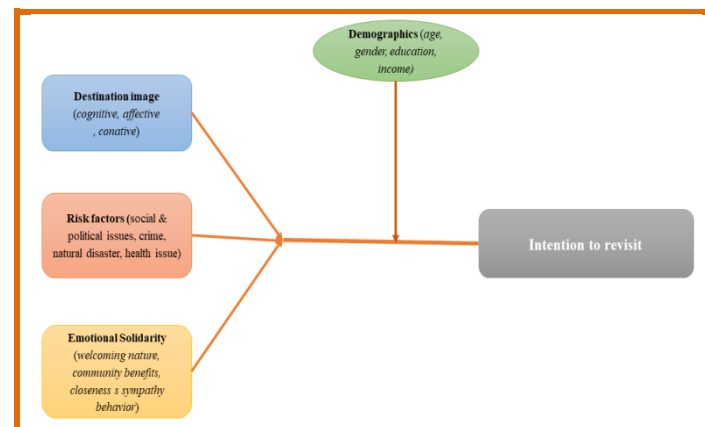 Demographics (age,
gender, education,
income)
Destination image
(cognitive, affective
, conative)
Risk factors (social &
political issues, crime,
natural disaster, health issue)
Intention to revisit
Emotional Solidarity
(welcoming nature,
community benefits,
closeness s sympathy
behavior)